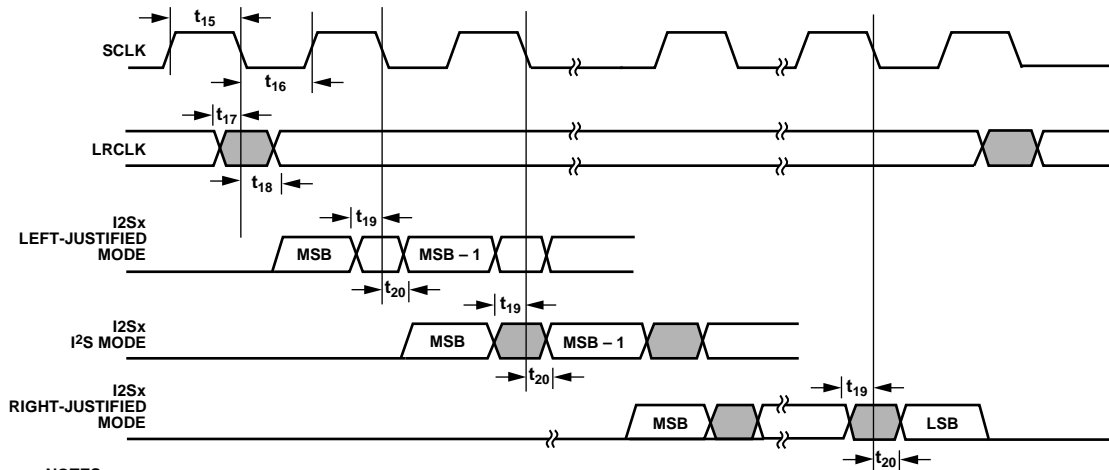 t15
SCLK
t16
t17
LRCLK
t18
I2Sx
LEFT-JUSTIFIED
MODE
t19
MSB
MSB – 1
t20
I2Sx
I2S MODE
t19
MSB
MSB – 1
t20
I2Sx
RIGHT-JUSTIFIED
MODE
t19
MSB
LSB
t20
NOTES